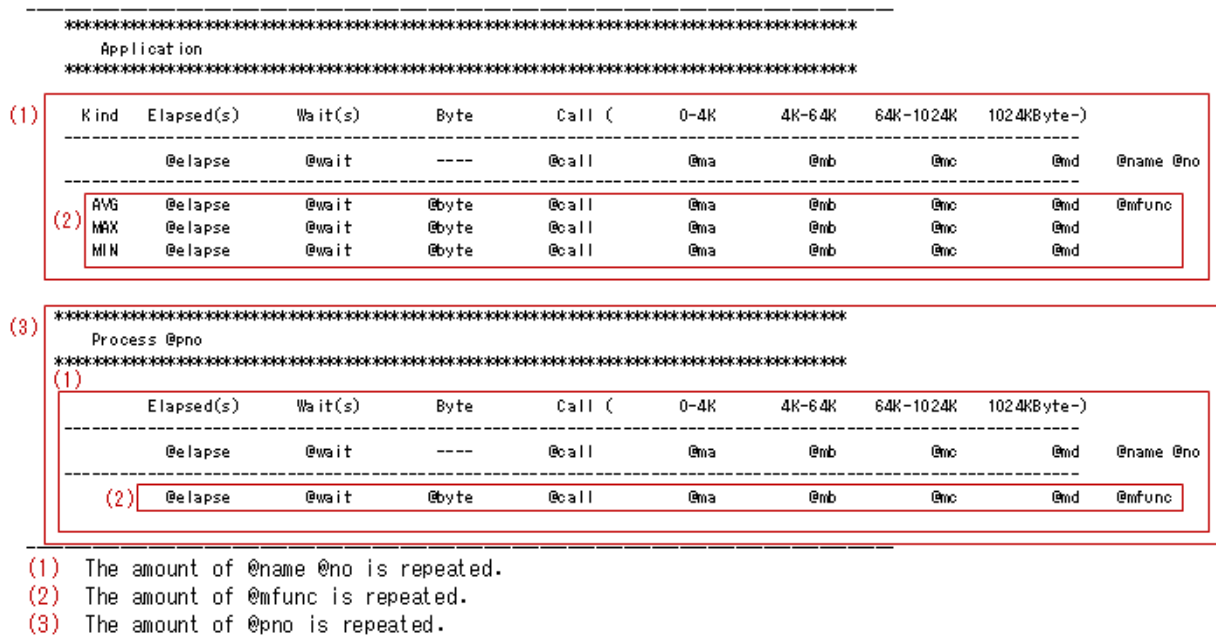 ------------------------------------------------------------------------
******************************************************************
Application
******************************************************************
(1) Kind Elapsed(s) Wait(s) Byte Call ( 0-4K 4K-64K 64K-1024K 1024KByte-)
------------------------------------------------------------------------
@elapse @wait ---- @call @ma @mb @mc @md @name @no
------------------------------------------------------------------------
(2) AVG @elapse @wait @byte @call @ma @mb @mc @md @mfunc
MAX @elapse @wait @byte @call @ma @mb @mc @md
MIN @elapse @wait @byte @call @ma @mb @mc @md
(3) ******************************************************************
Process @pno
******************************************************************
(1)
Elapsed(s) Wait(s) Byte Call ( 0-4K 4K-64K 64K-1024K 1024KByte-)
------------------------------------------------------------------------
@elapse @wait ---- @call @ma @mb @mc @md @name @no
------------------------------------------------------------------------
(2) @elapse @wait @byte @call @ma @mb @mc @md @mfunc
------------------------------------------------------------------------
(1) The amount of @name @no is repeated.
(2) The amount of @mfunc is repeated.
(3) The amount of @pno is repeated.